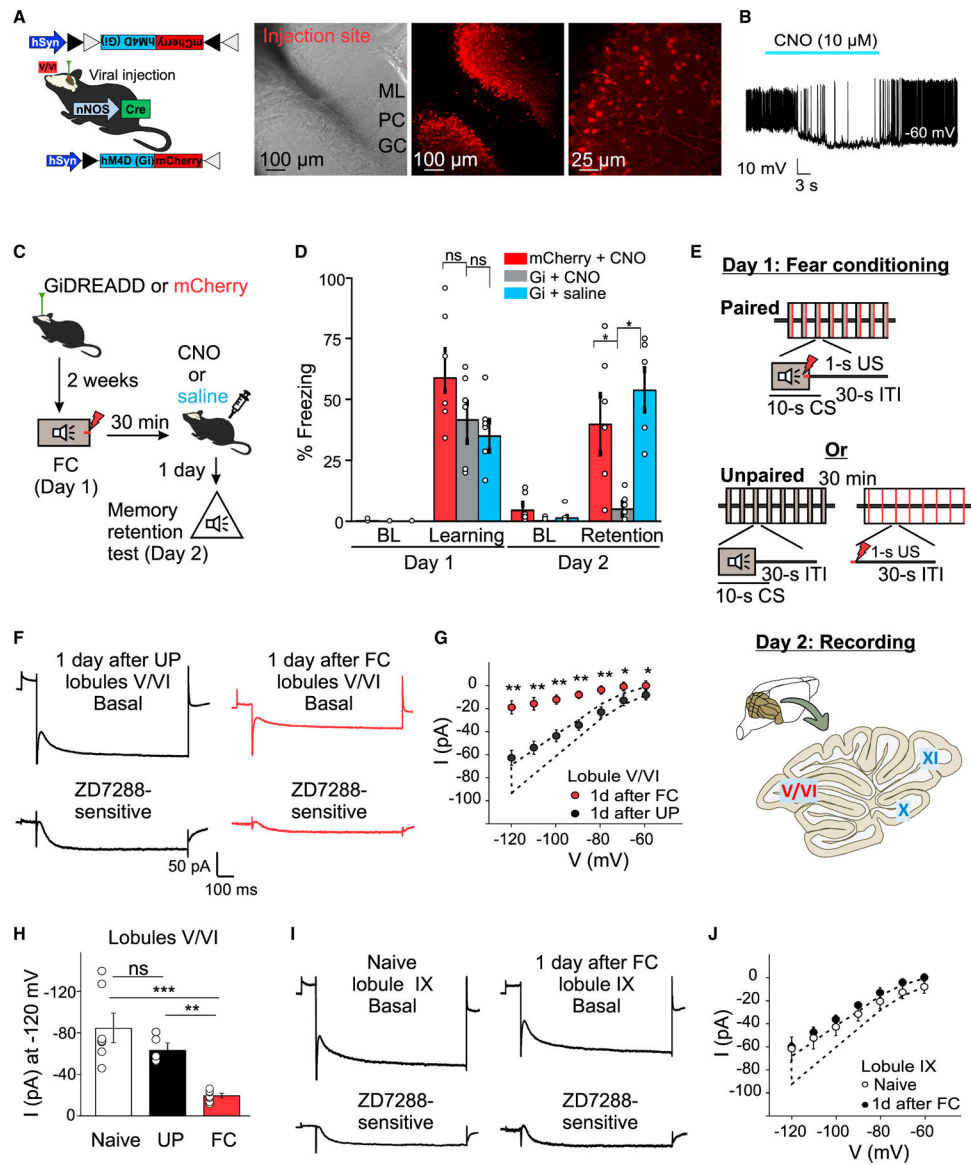 A
hSyn
hM4D(Gi)
mCherry
V/VI
Viral injection
nNOS
Cre
hSyn
hM4D (Gi)
mCherry
Injection site
ML
PC
GC
100 µm
100 µm
25 µm
B
CNO (10 µM)
-60 mV
10 mV
3 s
C
GiDREADD or mCherry
2 weeks
CNO
or
saline
30 min
FC
(Day 1)
1 day
Memory
retention
test (Day 2)
D
ns
ns
mCherry + CNO
Gi + CNO
Gi + saline
*
*
% Freezing
100
75
50
25
0
BL
Learning
BL
Retention
Day 1
Day 2
E
Day 1: Fear conditioning
Paired
1-s US
30-s ITI
10-s CS
Or
Unpaired
30 min
30-s ITI
10-s CS
1-s US
30-s ITI
Day 2: Recording
XI
V/VI
X
F
1 day after UP
lobules V/VI
Basal
1 day after FC
lobules V/VI
Basal
ZD7288-
sensitive
ZD7288-
sensitive
50 pA
100 ms
G
** ** ** ** ** * *
I (pA)
0
-20
-40
-60
-80
-100
Lobule V/VI
1d after FC
1d after UP
-120 -100 -80 -60
V (mV)
H
Lobules V/VI
ns
***
**
I (pA) at -120 mV
-120
-80
-40
0
Naive UP FC
I
Naive
lobule IX
Basal
1 day after FC
lobule IX
Basal
ZD7288-
sensitive
ZD7288-
sensitive
J
I (pA)
0
-20
-40
-60
-80
-100
Lobule IX
Naive
1d after FC
-120 -100 -80 -60
V (mV)